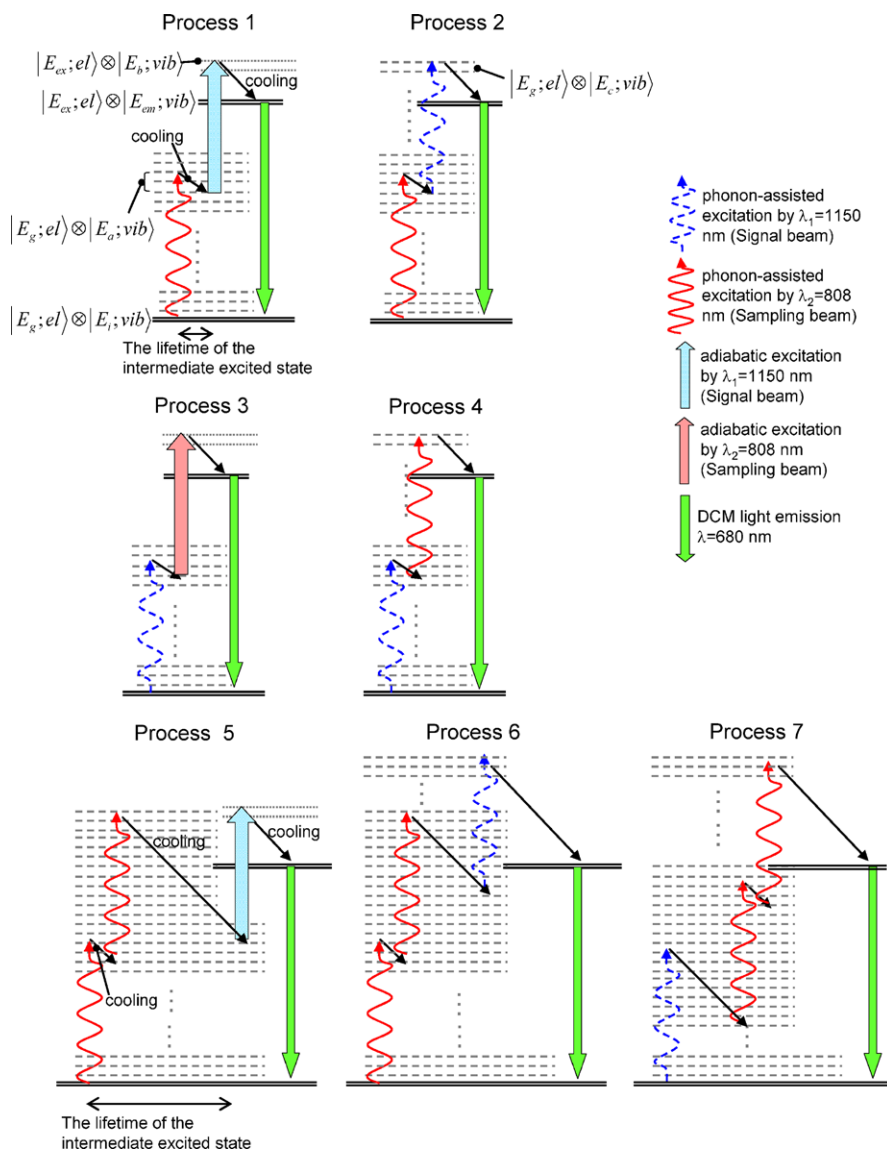 Process 1
Process 2
|E_ex;el⟩⊗|E_b;vib⟩
cooling
|E_g;el⟩⊗|E_c;vib⟩
|E_ex;el⟩⊗|E_em;vib⟩
cooling
|E_g;el⟩⊗|E_a;vib⟩
|E_g;el⟩⊗|E_i;vib⟩
The lifetime of the
intermediate excited state
phonon-assisted
excitation by λ1=1150
nm (Signal beam)
phonon-assisted
excitation by λ2=808
nm (Sampling beam)
adiabatic excitation
by λ1=1150 nm
(Signal beam)
adiabatic excitation
by λ2=808 nm
(Sampling beam)
DCM light emission
λ=680 nm
Process 3
Process 4
Process 5
Process 6
Process 7
cooling
cooling
cooling
The lifetime of the
intermediate excited state